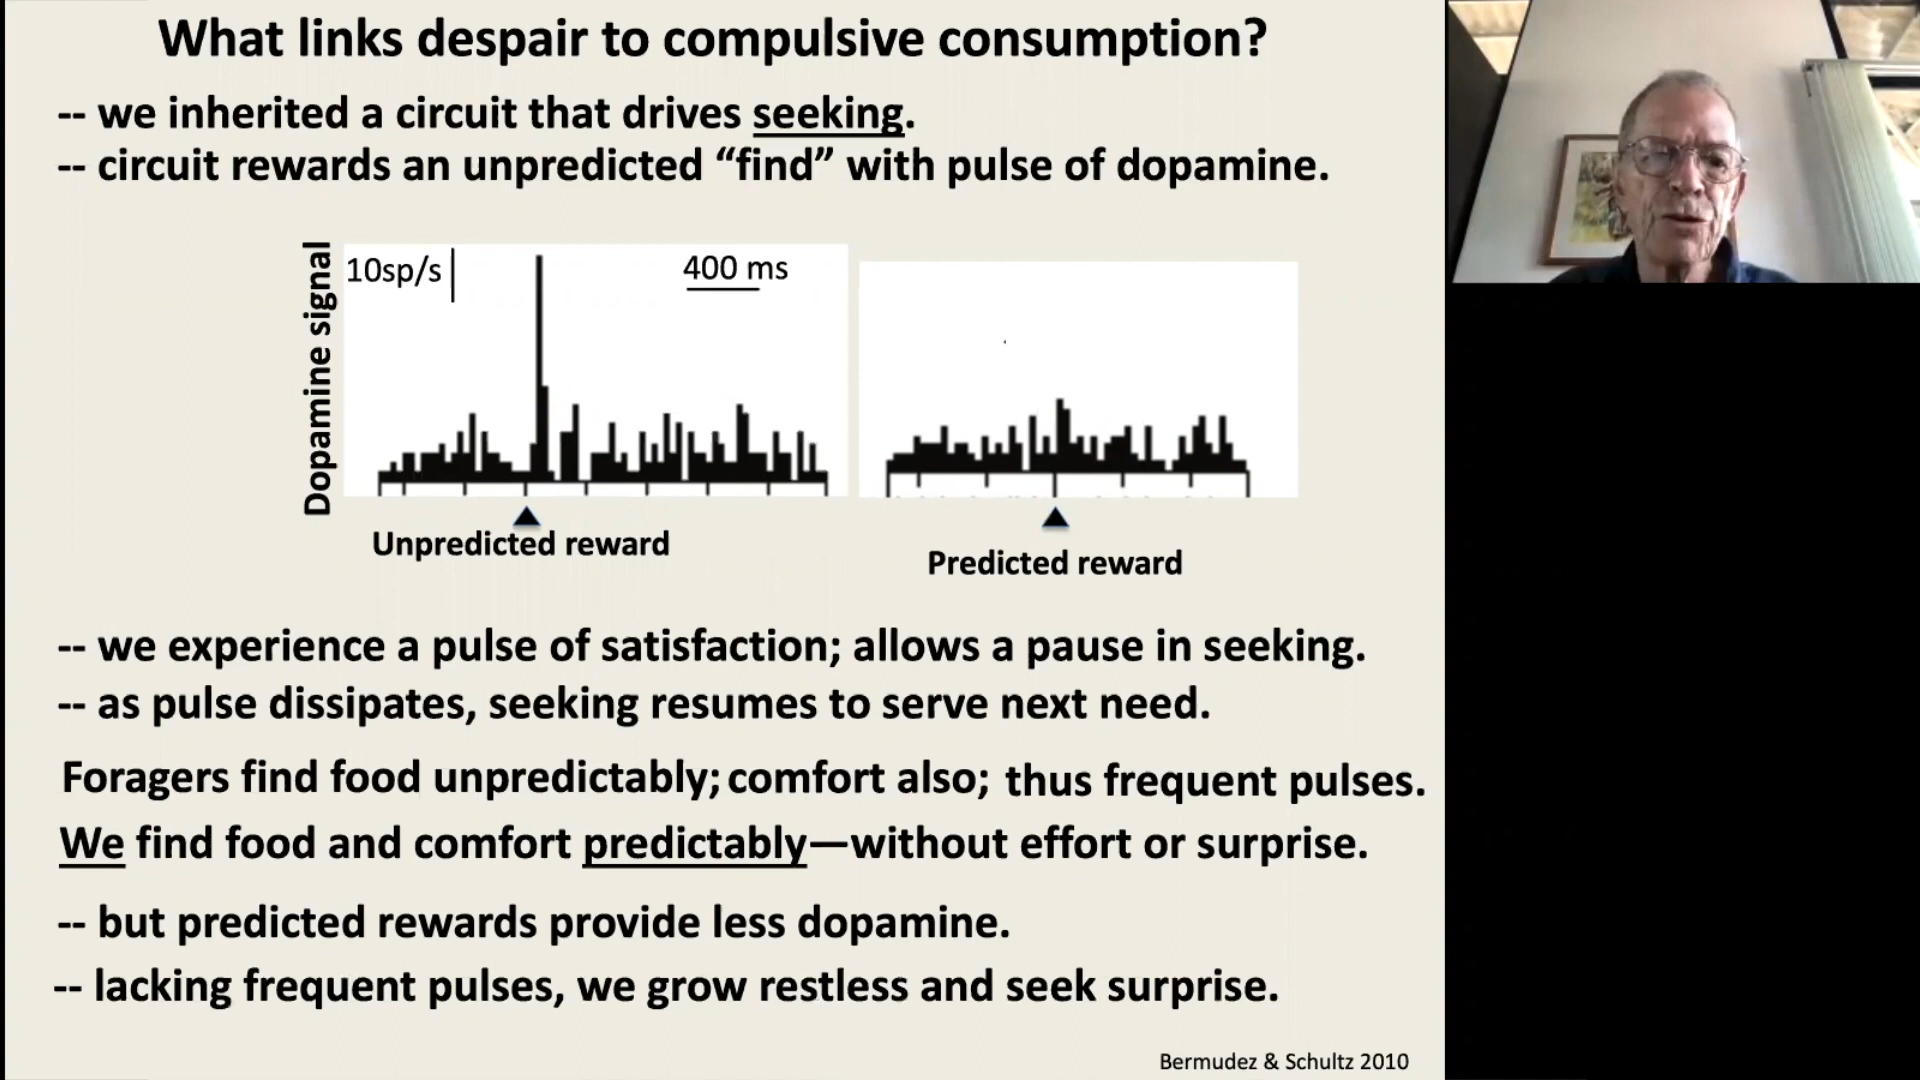 What links despair to compulsive consumption?
-- we inherited a circuit that drives seeking.
-- circuit rewards an unpredicted “find” with pulse of dopamine.
Dopamine signal
10sp/s
400 ms
Unpredicted reward
Predicted reward
-- we experience a pulse of satisfaction; allows a pause in seeking.
-- as pulse dissipates, seeking resumes to serve next need.
Foragers find food unpredictably; comfort also; thus frequent pulses.
We find food and comfort predictably—without effort or surprise.
-- but predicted rewards provide less dopamine.
-- lacking frequent pulses, we grow restless and seek surprise.
Bermudez & Schultz 2010